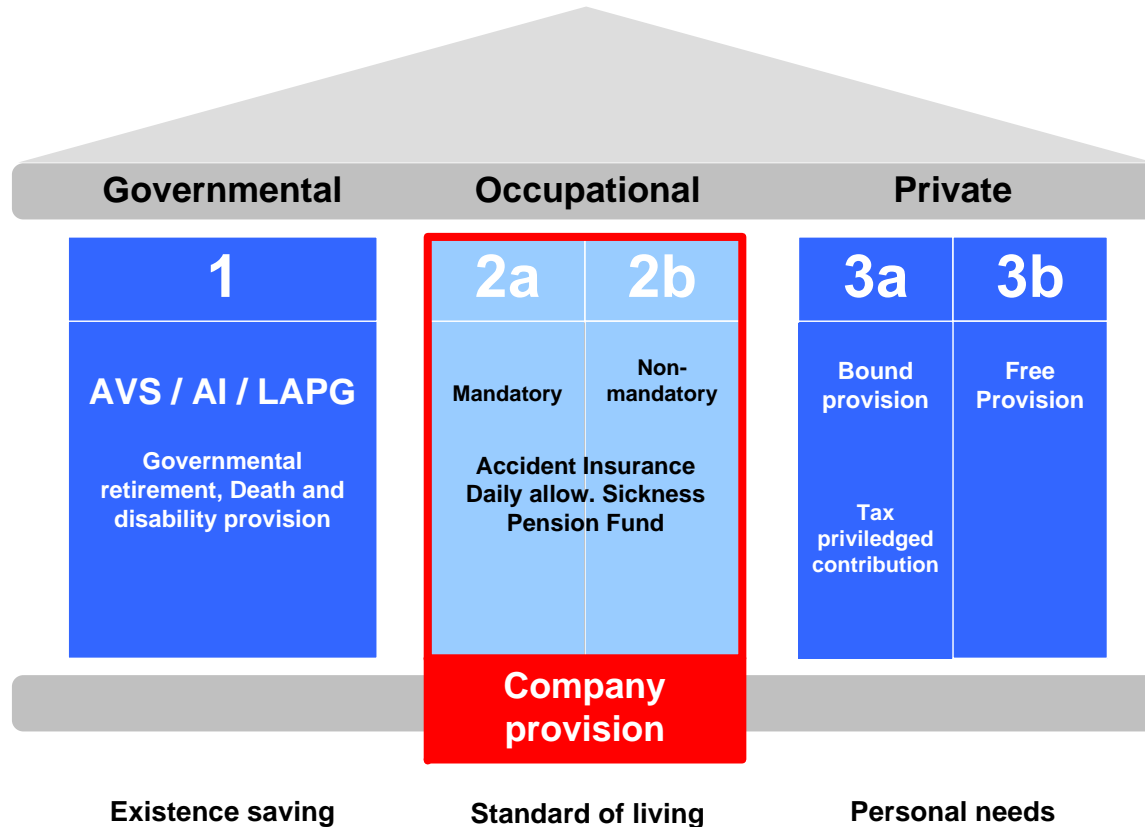 Governmental
Occupational
Private
1
2a
2b
3a
3b
AVS / AI / LAPG
Governmental
retirement, Death and
disability provision
Mandatory
Non-
mandatory
Accident Insurance
Daily allow. Sickness
Pension Fund
Bound
provision
Tax
priviledged
contribution
Free
Provision
Company
provision
Existence saving
Standard of living
Personal needs